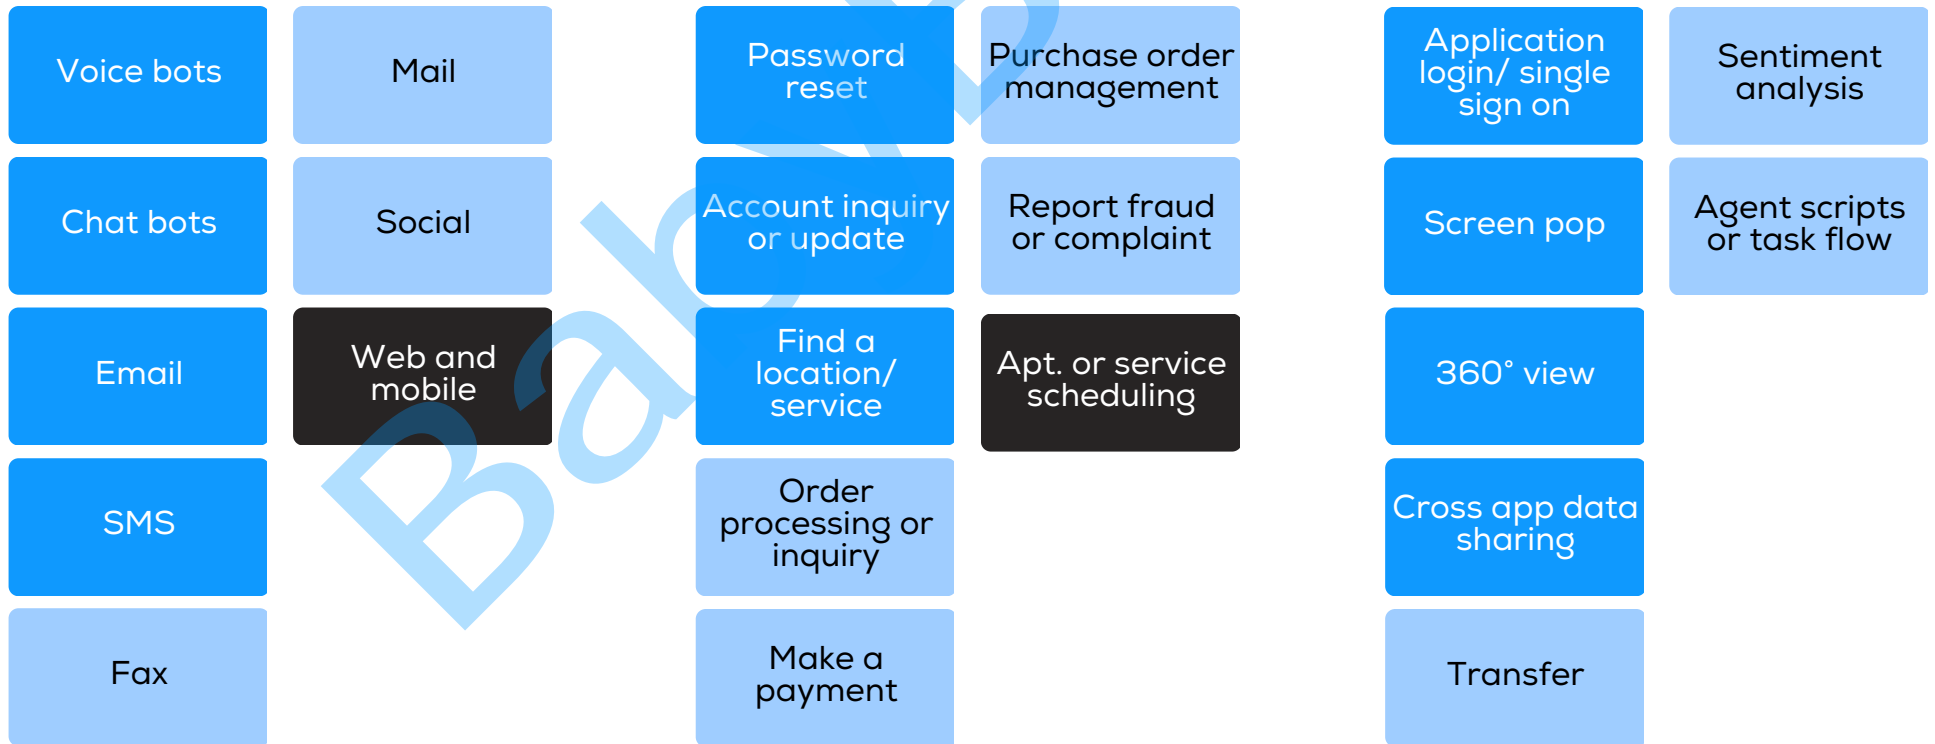 Voice bots
Mail
Chat bots
Social
Email
Web and
mobile
SMS
Fax
Password
reset
Purchase order
management
Account inquiry
or update
Report fraud
or complaint
Find a
location/
service
Apt. or service
scheduling
Order
processing or
inquiry
Make a
payment
Application
login/ single
sign on
Sentiment
analysis
Screen pop
Agent scripts
or task flow
360° view
Cross app data
sharing
Transfer